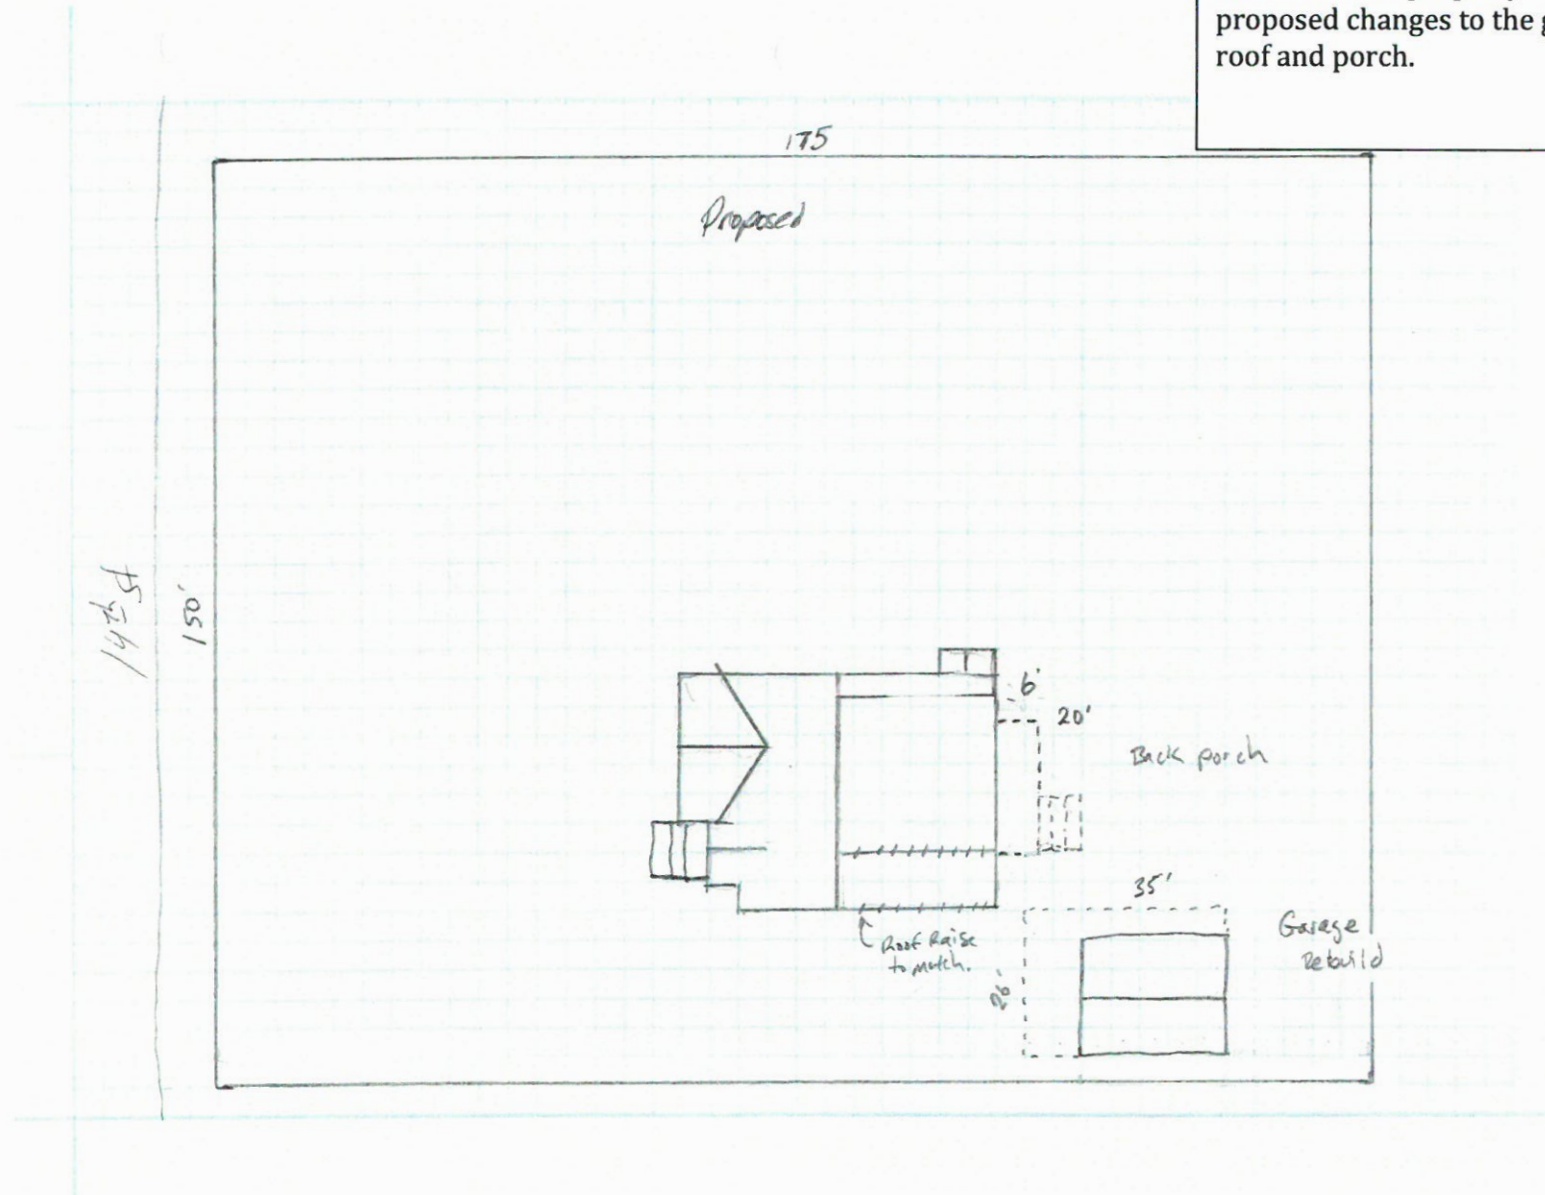 proposed changes to the
roof and porch.
175
Proposed
14th St
150'
6'
20'
Back porch
35'
Garage
Rebuild
Roof Raise
to match.